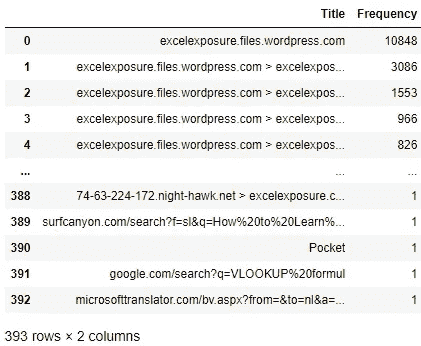 Title Frequency
0 excelexposure.files.wordpress.com 10848
1 excelexposure.files.wordpress.com > excelexpos... 3086
2 excelexposure.files.wordpress.com > excelexpos... 1553
3 excelexposure.files.wordpress.com > excelexpos... 966
4 excelexposure.files.wordpress.com > excelexpos... 826
... ... ...
388 74-63-224-172.night-hawk.net > excelexposure.c... 1
389 surfcanyon.com/search?f=sl&q=How%20to%20Learn%... 1
390 Pocket 1
391 google.com/search?q=VLOOKUP%20formul 1
392 microsofttranslator.com/bv.aspx?from=&to=nl&a=... 1
393 rows × 2 columns